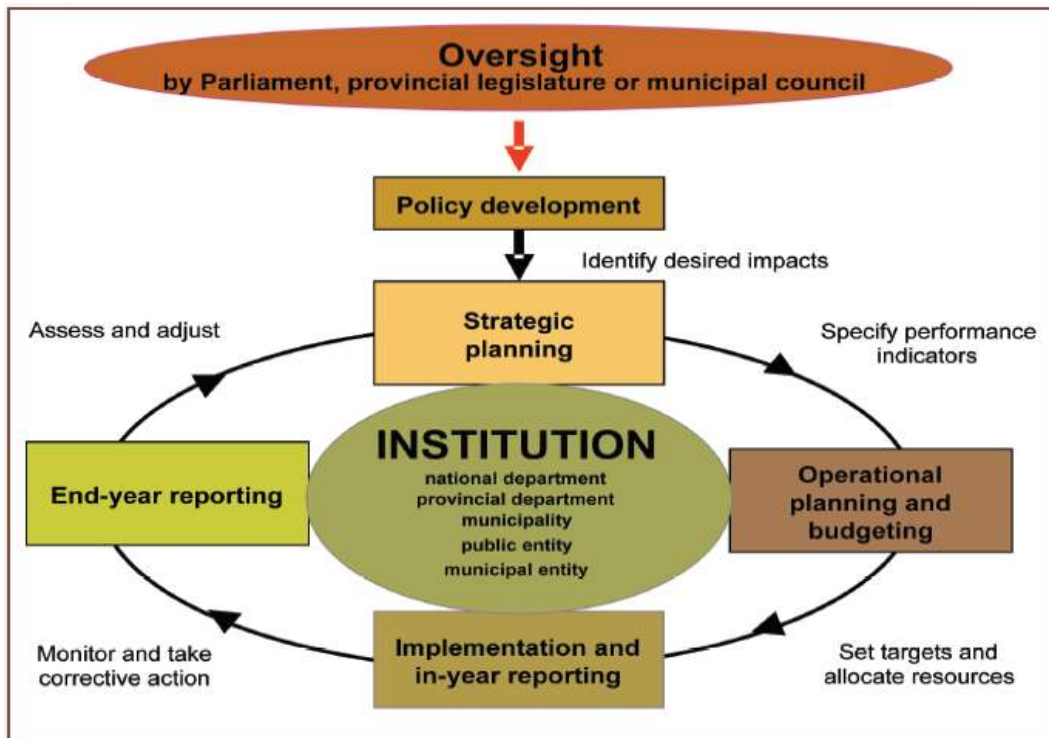 Oversight
by Parliament, provincial legislature or municipal council
Policy development
Identify desired impacts
Strategic
planning
Assess and adjust
Specify performance
indicators
INSTITUTION
national department
provincial department
municipality
public entity
municipal entity
End-year reporting
Operational
planning and
budgeting
Implementation and
in-year reporting
Monitor and take
corrective action
Set targets and
allocate resources